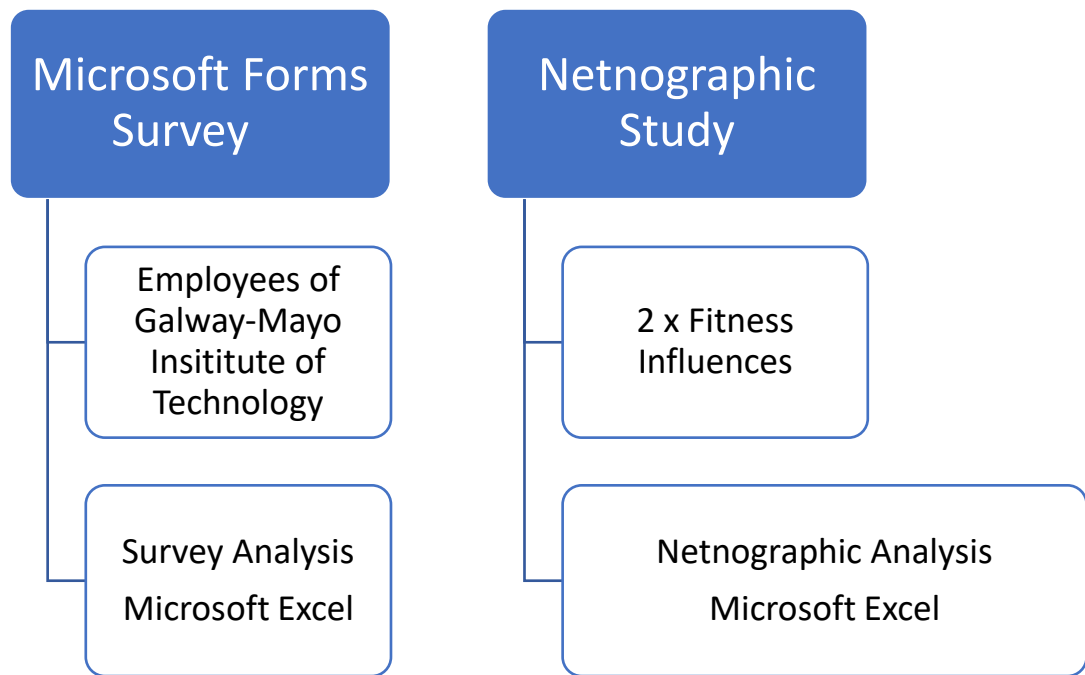 Microsoft Forms
Survey
Employees of
Galway-Mayo
Insititute of
Technology
Survey Analysis
Microsoft Excel
Netnographic
Study
2 x Fitness
Influences
Netnographic Analysis
Microsoft Excel